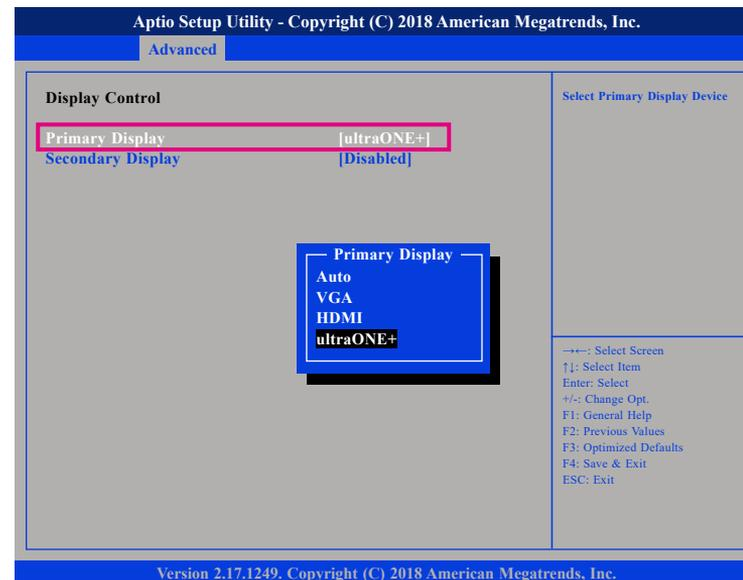 Aptio Setup Utility - Copyright (C) 2018 American Megatrends, Inc.
Advanced
Display Control
Primary Display [ultraONE+]
Secondary Display [Disabled]
Select Primary Display Device
Primary Display
Auto
VGA
HDMI
ultraONE+
→←: Select Screen
↑↓: Select Item
Enter: Select
+/-: Change Opt.
F1: General Help
F2: Previous Values
F3: Optimized Defaults
F4: Save & Exit
ESC: Exit
Version 2.17.1249. Copyright (C) 2018 American Megatrends, Inc.